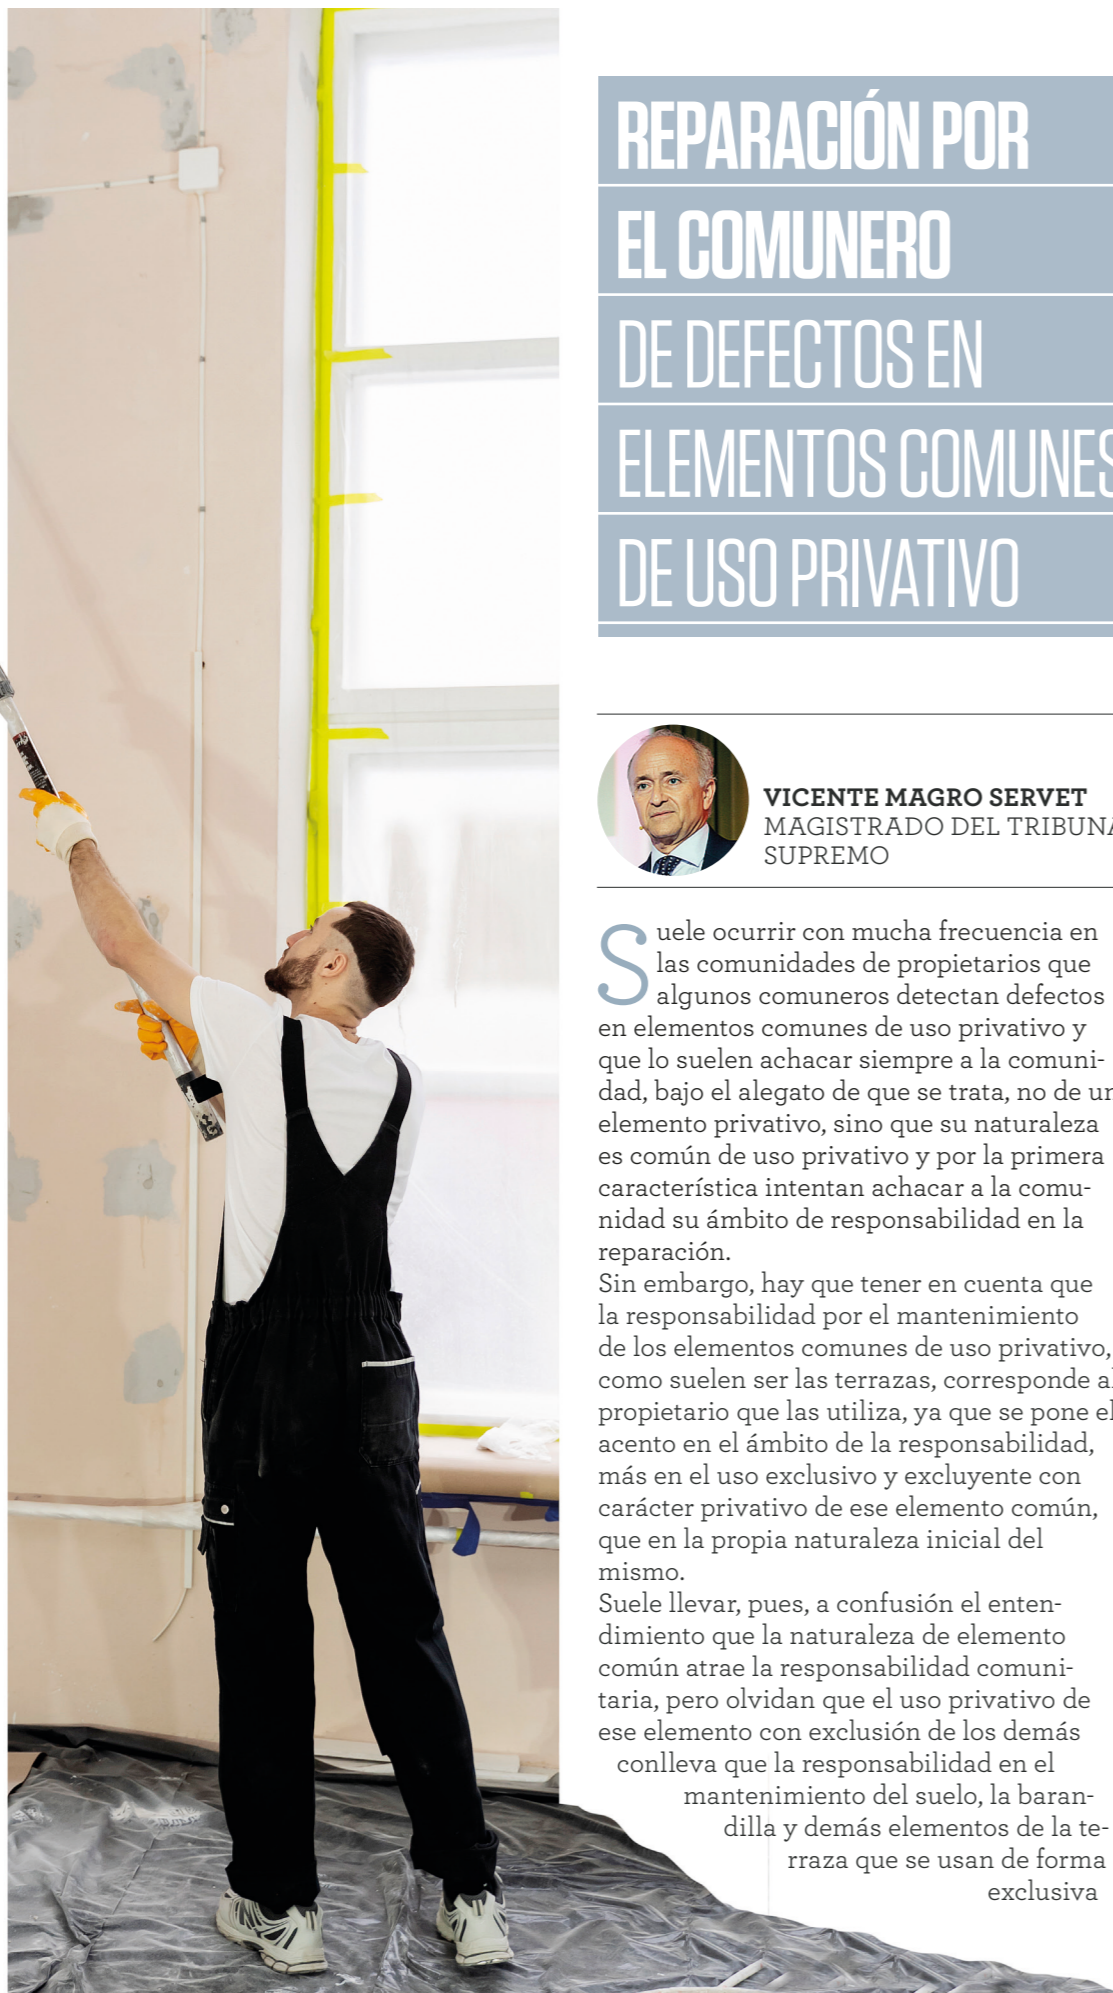 REPARACIÓN POR
EL COMUNERO
DE DEFECTOS EN
ELEMENTOS COMUNES
DE USO PRIVATIVO
VICENTE MAGRO SERVET
MAGISTRADO DEL TRIBUNA
SUPREMO
Suele ocurrir con mucha frecuencia en
las comunidades de propietarios que
algunos comuneros detectan defectos
en elementos comunes de uso privativo y
que lo suelen achacar siempre a la comuni-
dad, bajo el alegato de que se trata, no de un
elemento privativo, sino que su naturaleza
es común de uso privativo y por la primera
característica intentan achacar a la comu-
nidad su ámbito de responsabilidad en la
reparación.
Sin embargo, hay que tener en cuenta que
la responsabilidad por el mantenimiento
de los elementos comunes de uso privativo,
como suelen ser las terrazas, corresponde al
propietario que las utiliza, ya que se pone el
acento en el ámbito de la responsabilidad,
más en el uso exclusivo y excluyente con
carácter privativo de ese elemento común,
que en la propia naturaleza inicial del
mismo.
Suele llevar, pues, a confusión el enten-
dimiento que la naturaleza de elemento
común atrae la responsabilidad comuni-
taria, pero olvidan que el uso privativo de
ese elemento con exclusión de los demás
conlleva que la responsabilidad en el
mantenimiento del suelo, la baran-
dilla y demás elementos de la te-
rraza que se usan de forma
exclusiva